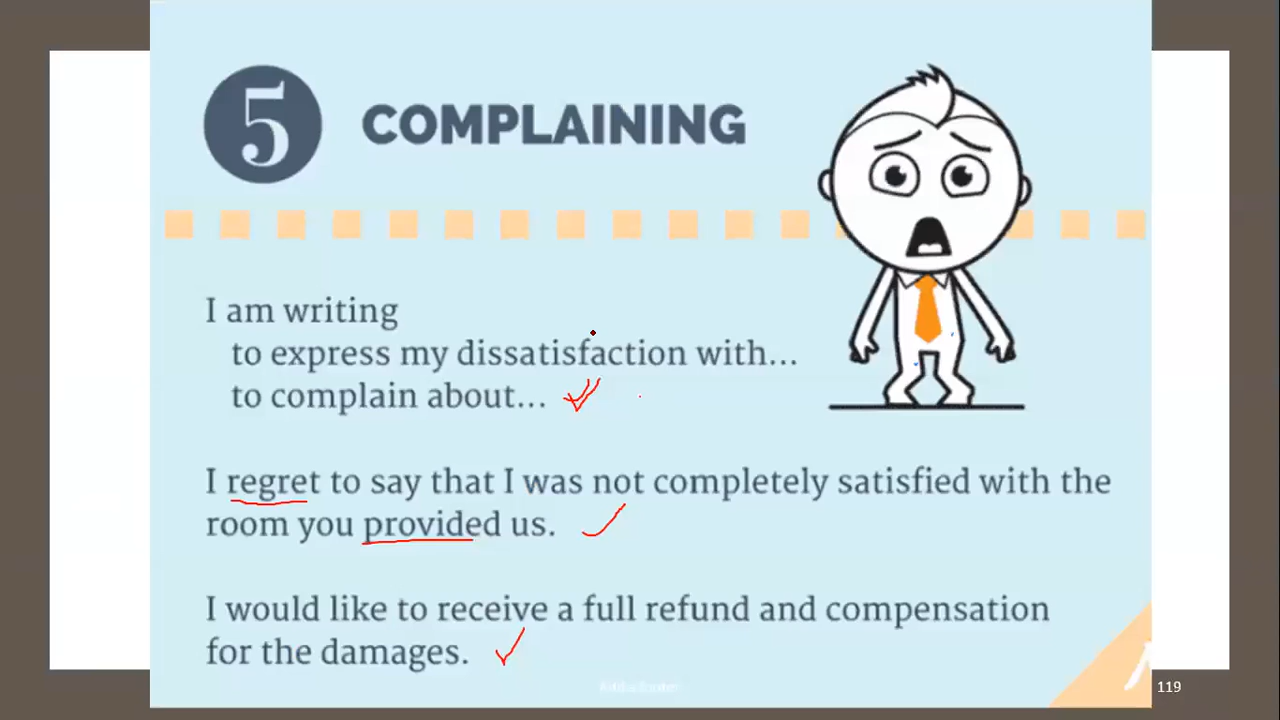 5 COMPLAINING
I am writing
to express my dissatisfaction with...
to complain about...
I regret to say that I was not completely satisfied with the
room you provided us.
I would like to receive a full refund and compensation
for the damages.
119